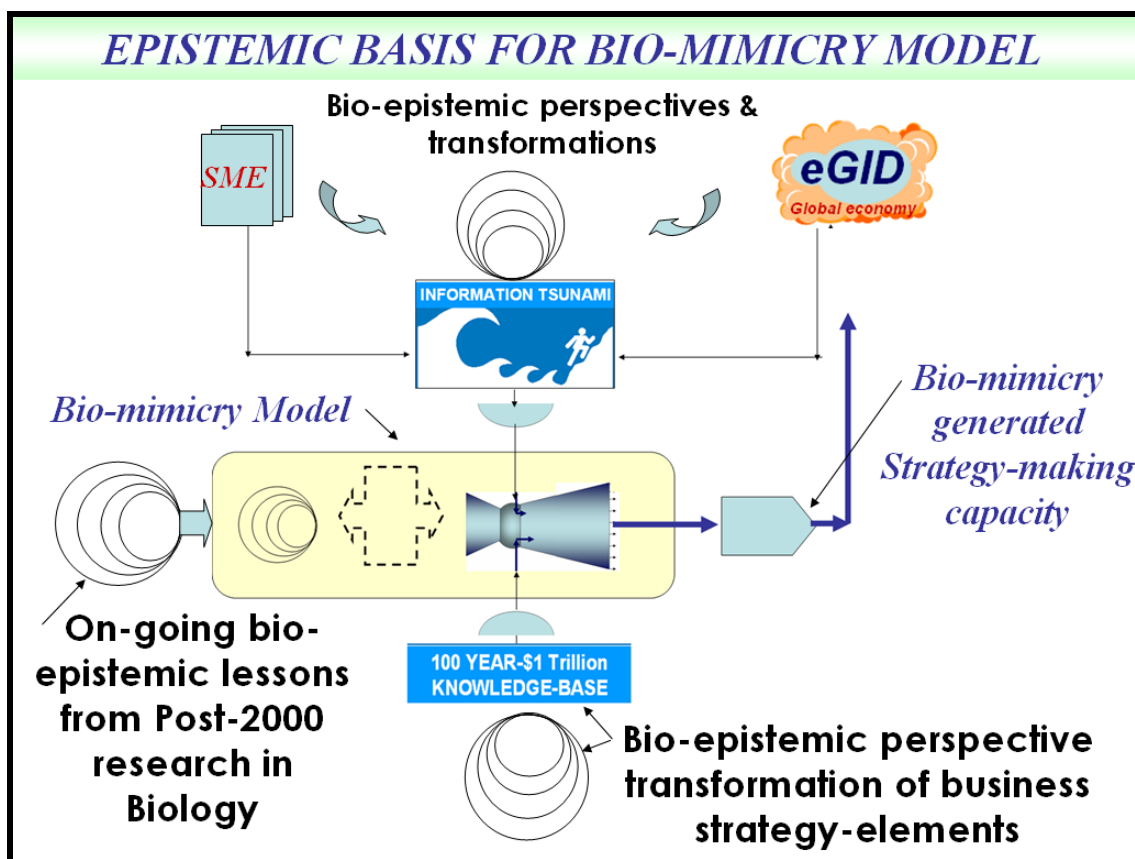 EPISTEMIC BASIS FOR BIO-MIMICRY MODEL
Bio-epistemic perspectives &
transformations
SME
eGID
Global economy
INFORMATION TSUNAMI
Bio-mimicry Model
Bio-mimicry
generated
Strategy-making
capacity
On-going bio-
epistemic lessons
from Post-2000
research in
Biology
100 YEAR-$1 Trillion
KNOWLEDGE-BASE
Bio-epistemic perspective
transformation of business
strategy-elements